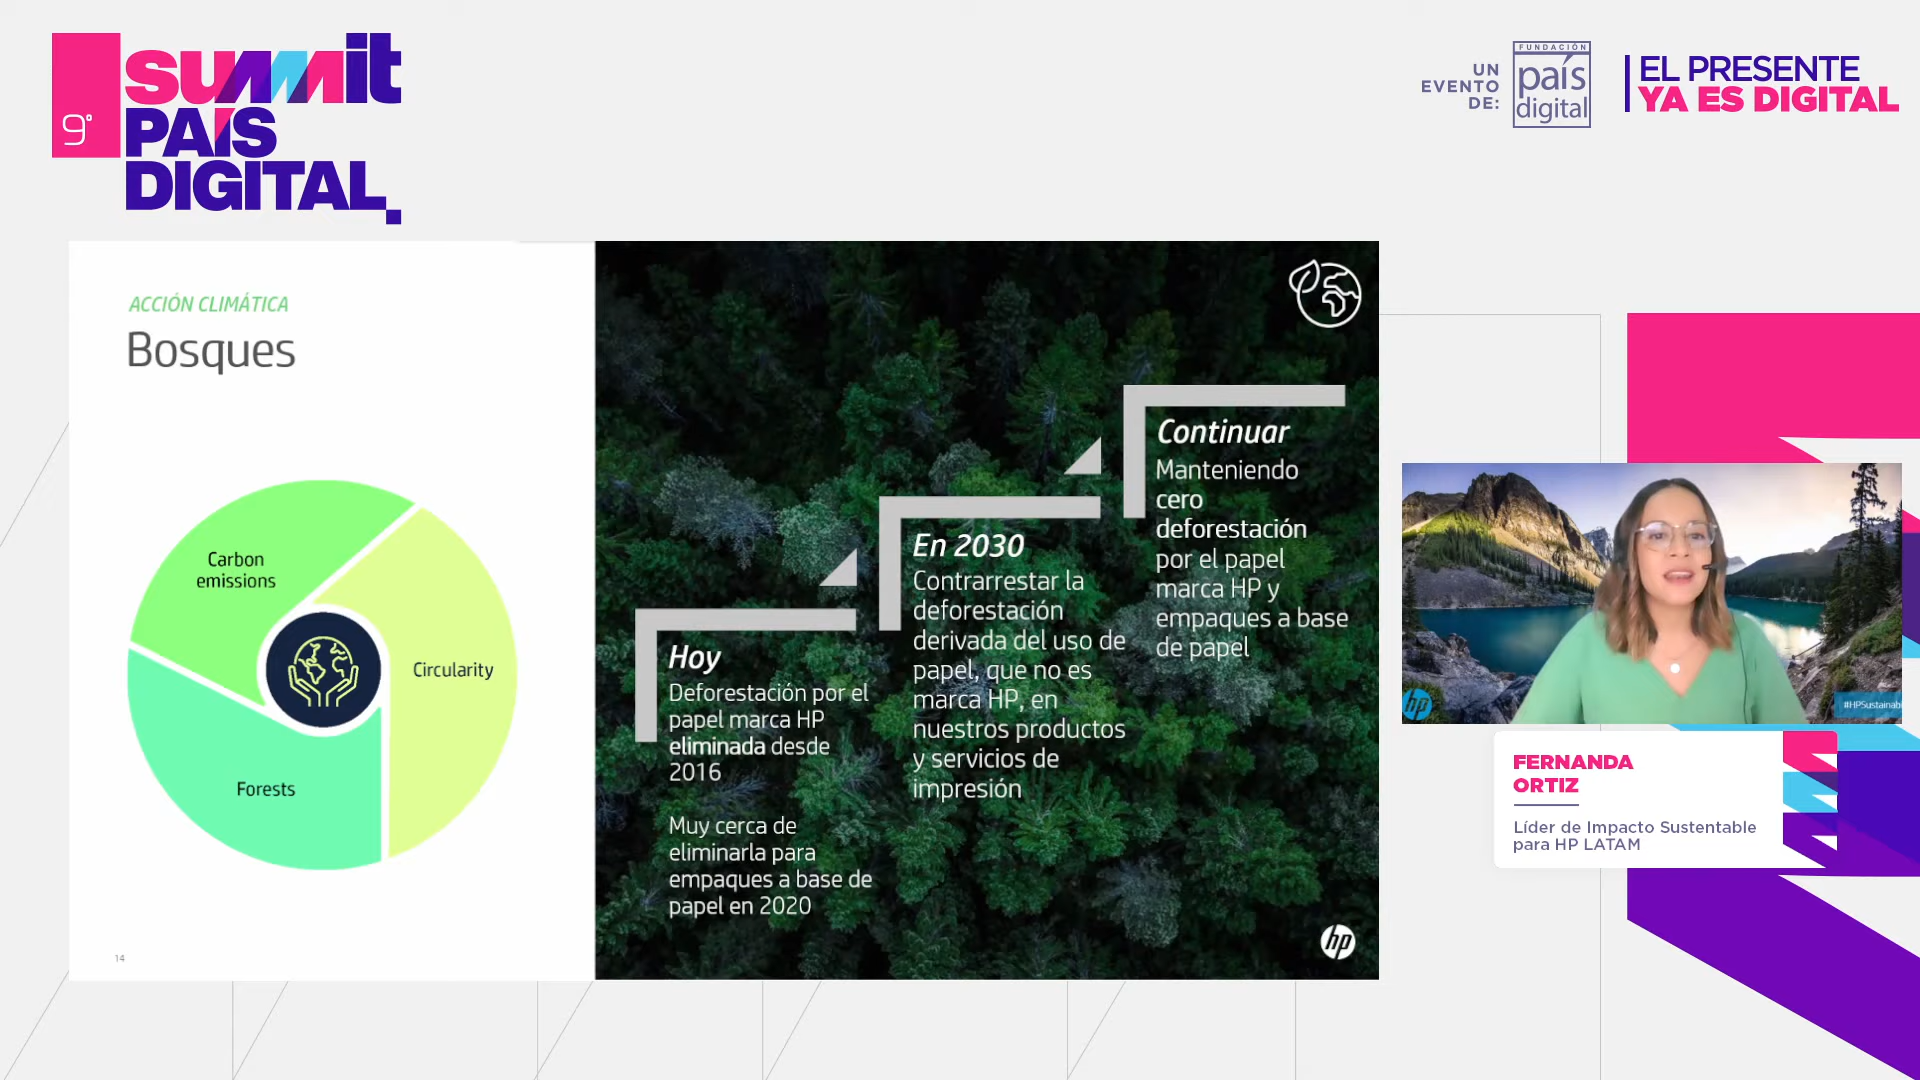 9°
summit
PAÍS
DIGITAL.
UN
EVENTO
DE:
FUNDACIÓN
país
digital
EL PRESENTE
YA ES DIGITAL
ACCIÓN CLIMÁTICA
Bosques
Carbon
emissions
Circularity
Forests
14
Hoy
Deforestación por el
papel marca HP
eliminada desde
2016
Muy cerca de
eliminarla para
empaques a base de
papel en 2020
En 2030
Contrarrestar la
deforestación
derivada del uso de
papel, que no es
marca HP, en
nuestros productos
y servicios de
impresión
Continuar
Manteniendo
cero
deforestación
por el papel
marca HP y
empaques a base
de papel
hp
hp
#HPSustainab
FERNANDA
ORTIZ
Líder de Impacto Sustentable
para HP LATAM